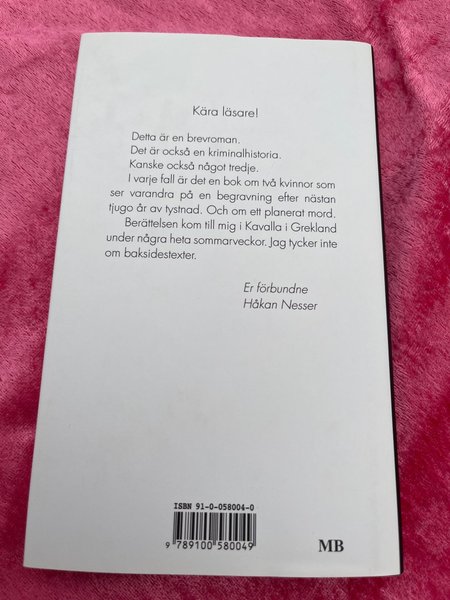 Kära läsare!
Detta är en brevroman.
Det är också en kriminalhistoria.
Kanske också något tredje.
I varje fall är det en bok om två kvinnor som
ser varandra på en begravning efter nästan
tjugo år av tystnad. Och om ett planerat mord.
Berättelsen kom till mig i Kavalla i Grekland
under några heta sommarveckor. Jag tycker inte
om baksidestexter.
Er förbundne
Håkan Nesser
ISBN 91-0-058004-0
9 789100 580049
MB